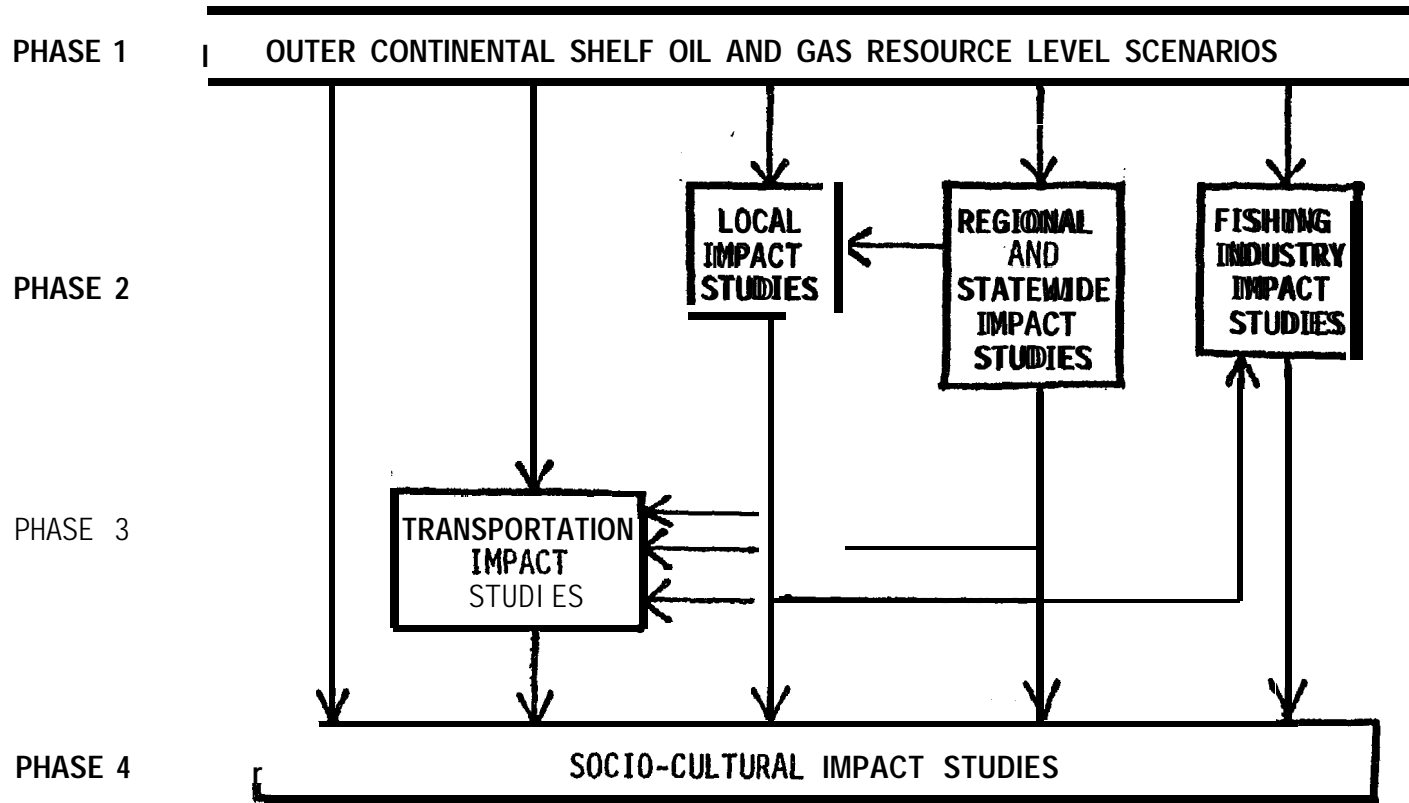 PHASE 1
OUTER CONTINENTAL SHELF OIL AND GAS RESOURCE LEVEL SCENARIOS
PHASE 2
LOCAL
IMPACT
STUDIES
REGIONAL
AND
STATEWIDE
IMPACT
STUDIES
FISHING
INDUSTRY
IMPACT
STUDIES
PHASE 3
TRANSPORTATION
IMPACT
STUDIES
PHASE 4
SOCIO-CULTURAL IMPACT STUDIES